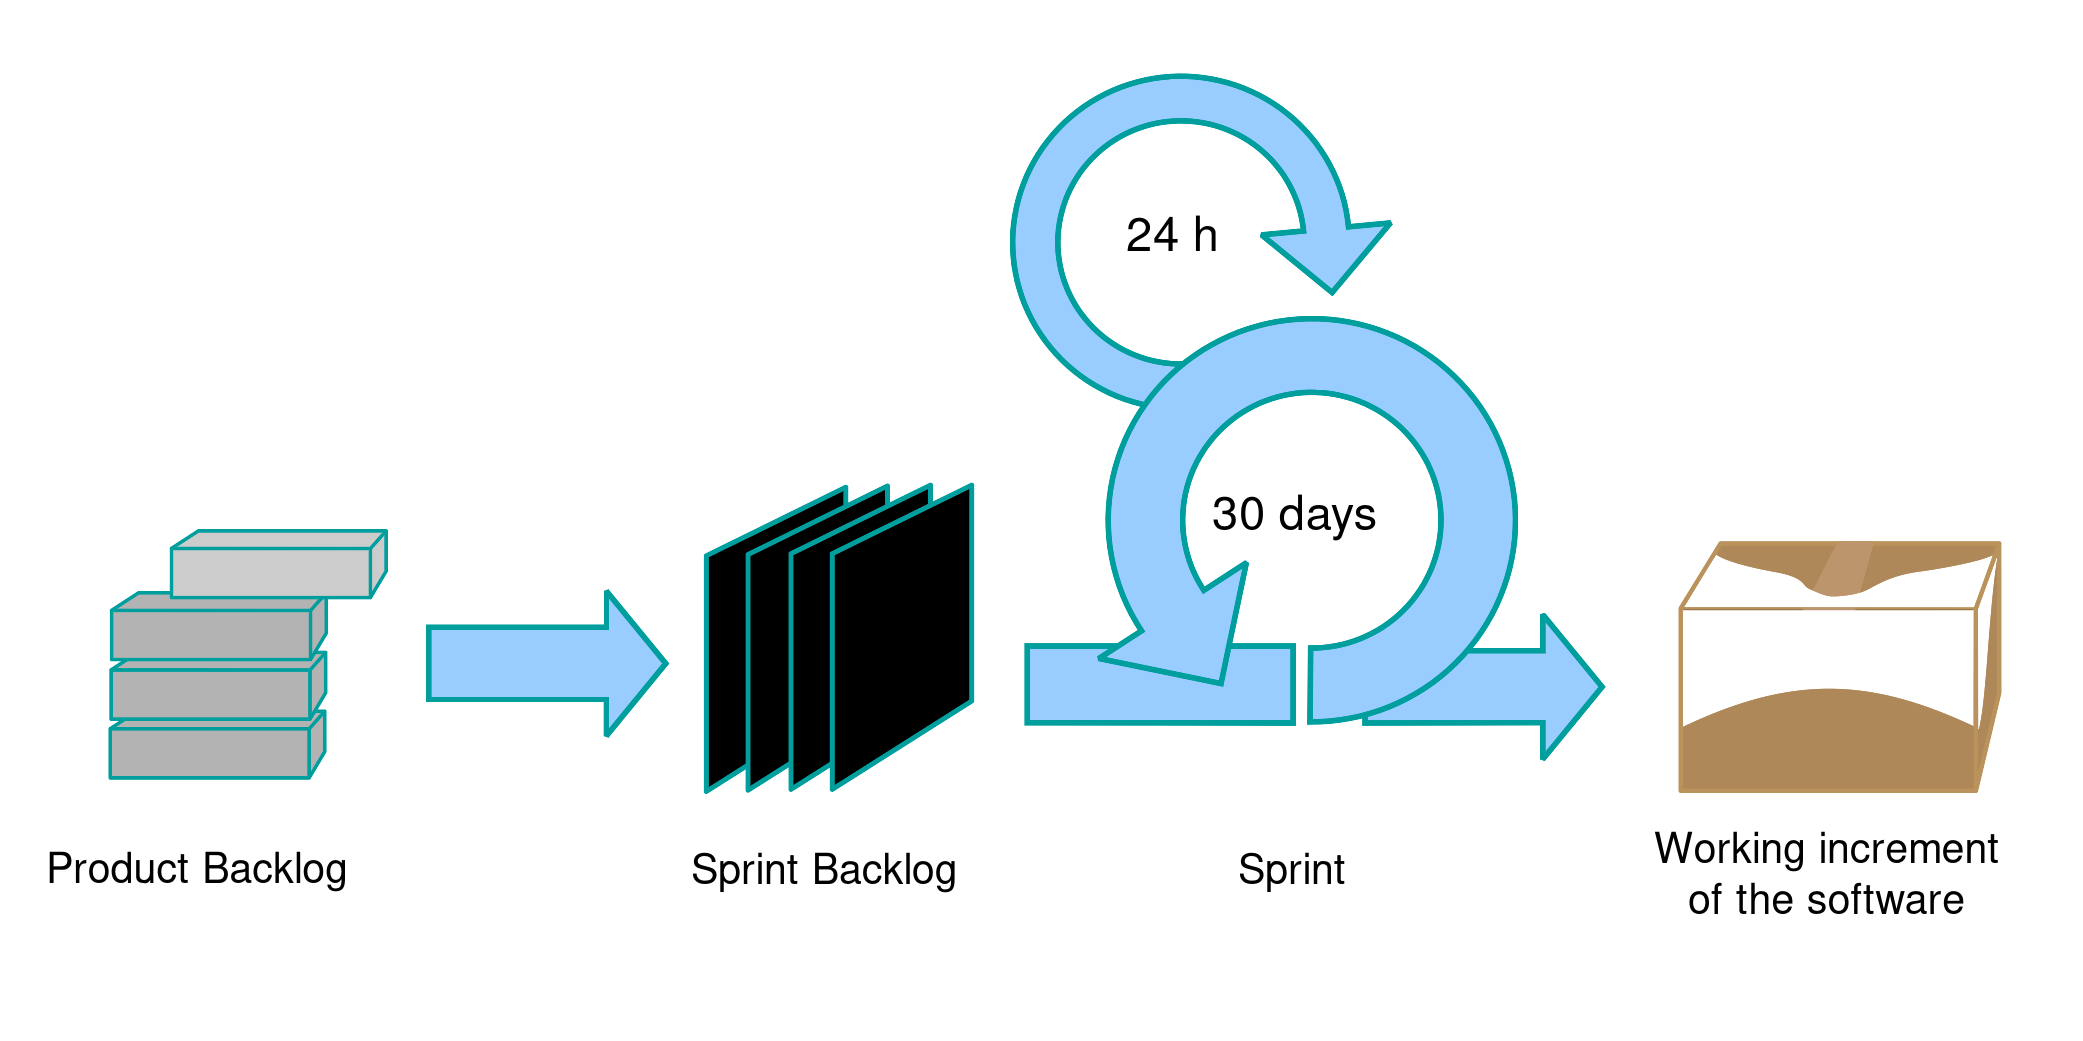 24 h
30 days
Product Backlog
Sprint Backlog
Sprint
Working increment
of the software